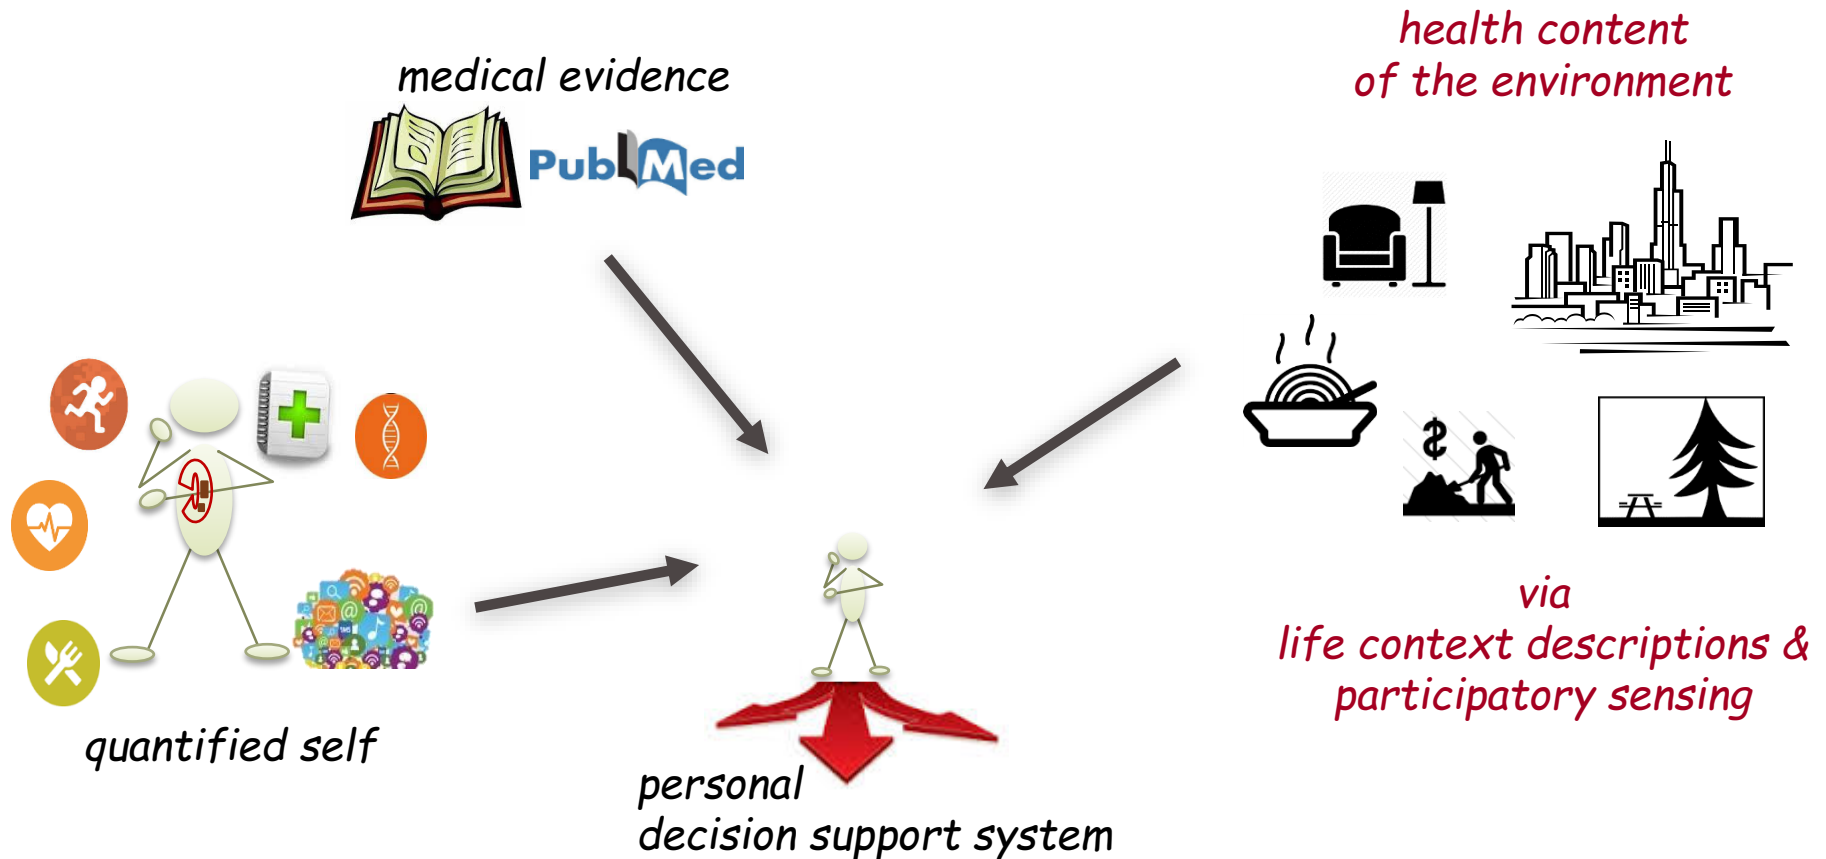 health content
of the environment
medical evidence
PubMed
$
via
life context descriptions &
participatory sensing
quantified self
personal
decision support system